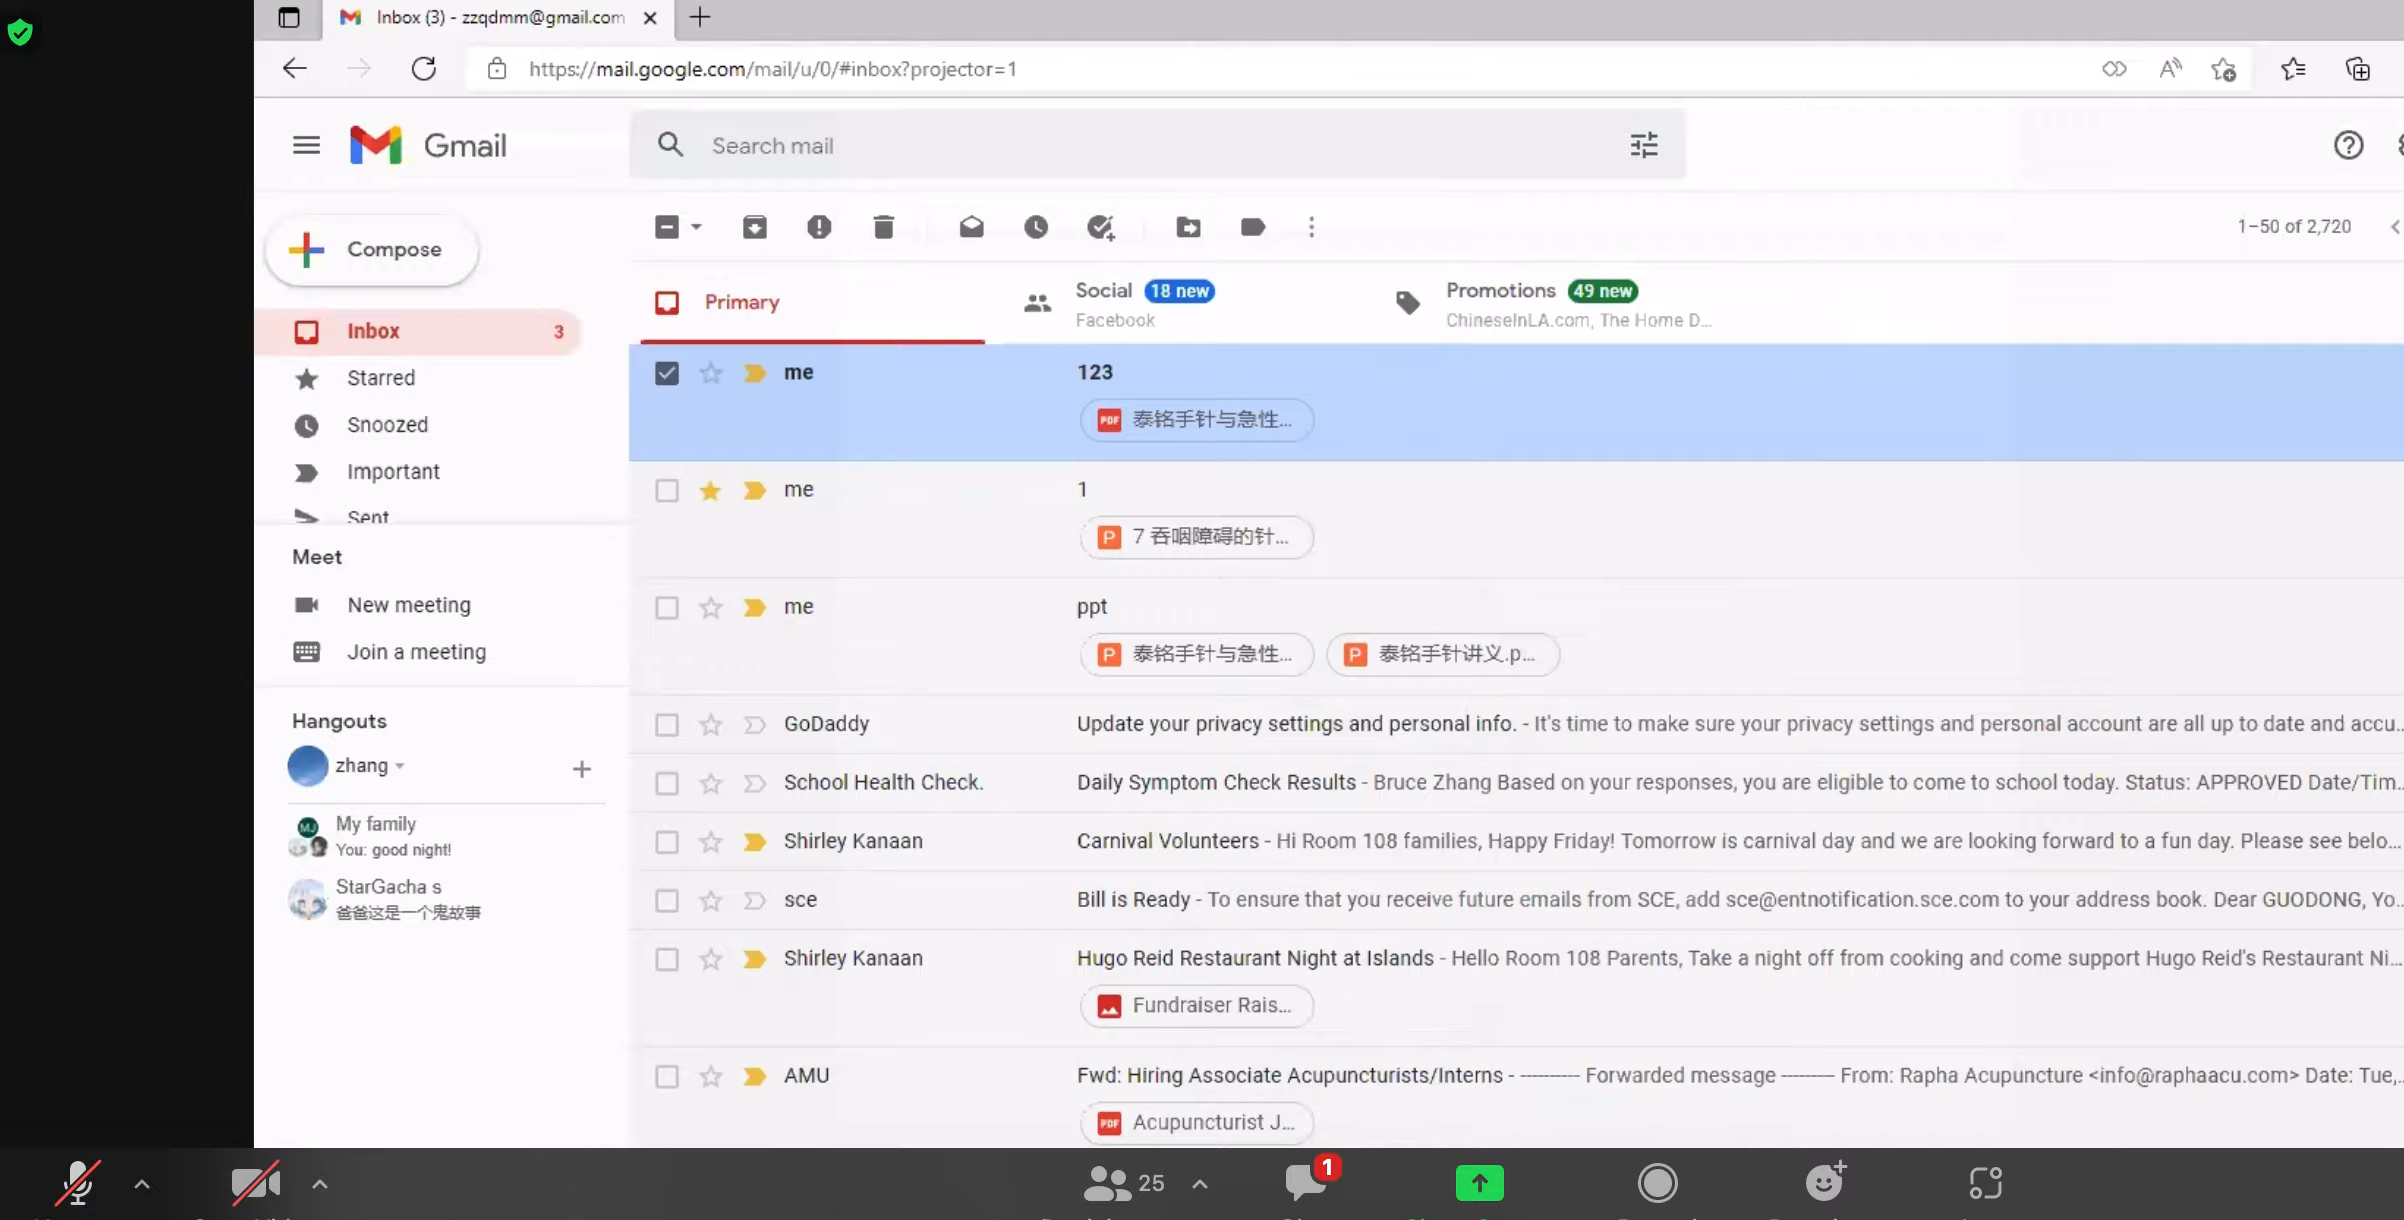 Inbox (3) - zzqdmm@gmail.com
https://mail.google.com/mail/u/0/#inbox?projector=1
Gmail
Search mail
Compose
1–50 of 2,720
Primary
Social 18 new
Facebook
Promotions 49 new
ChineseInLA.com, The Home D...
Inbox 3
Starred
Snoozed
Important
Sent
Meet
New meeting
Join a meeting
Hangouts
zhang
My family
You: good night!
StarGacha s
爸爸这是一个鬼故事
me 123
PDF 泰铭手针与急性...
me 1
P 7 吞咽障碍的针...
me ppt
P 泰铭手针与急性... P 泰铭手针讲义.p...
GoDaddy Update your privacy settings and personal info. - It's time to make sure your privacy settings and personal account are all up to date and accu...
School Health Check. Daily Symptom Check Results - Bruce Zhang Based on your responses, you are eligible to come to school today. Status: APPROVED Date/Tim...
Shirley Kanaan Carnival Volunteers - Hi Room 108 families, Happy Friday! Tomorrow is carnival day and we are looking forward to a fun day. Please see belo...
sce Bill is Ready - To ensure that you receive future emails from SCE, add sce@entnotification.sce.com to your address book. Dear GUODONG, Yo...
Shirley Kanaan Hugo Reid Restaurant Night at Islands - Hello Room 108 Parents, Take a night off from cooking and come support Hugo Reid's Restaurant Ni...
Fundraiser Rais...
AMU Fwd: Hiring Associate Acupuncturists/Interns - ---------- Forwarded message --------- From: Rapha Acupuncture <info@raphaacu.com> Date: Tue,...
PDF Acupuncturist J...
25
1